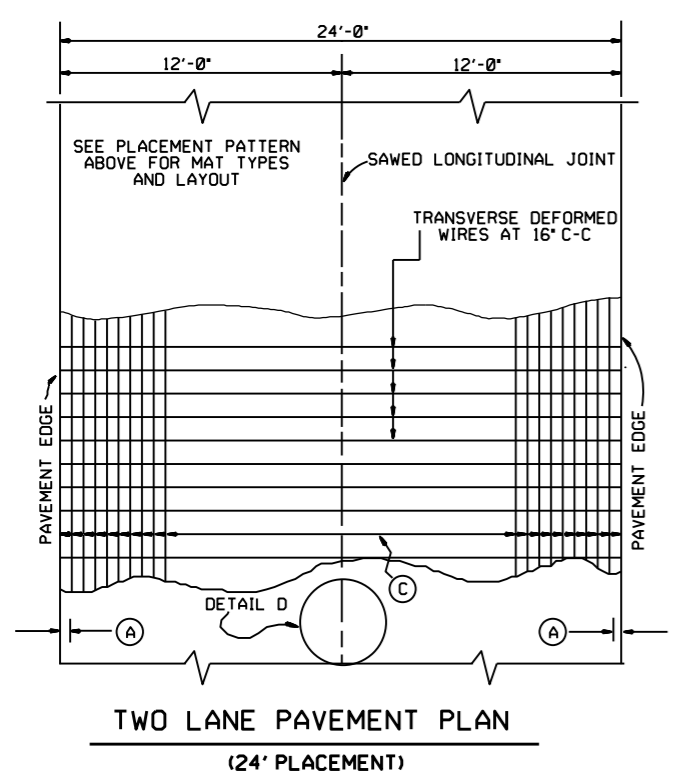 24'-0"
12'-0"
12'-0"
SEE PLACEMENT PATTERN
ABOVE FOR MAT TYPES
AND LAYOUT
SAWED LONGITUDINAL JOINT
TRANSVERSE DEFORMED
WIRES AT 16" C-C
PAVEMENT EDGE
PAVEMENT EDGE
C
DETAIL D
A
A
TWO LANE PAVEMENT PLAN
(24' PLACEMENT)